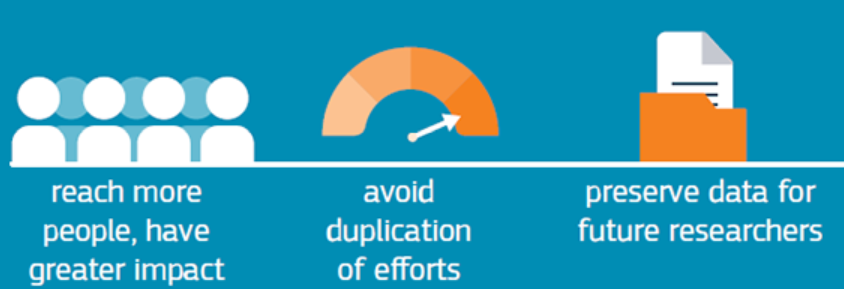 reach more
people, have
greater impact
avoid
duplication
of efforts
preserve data for
future researchers